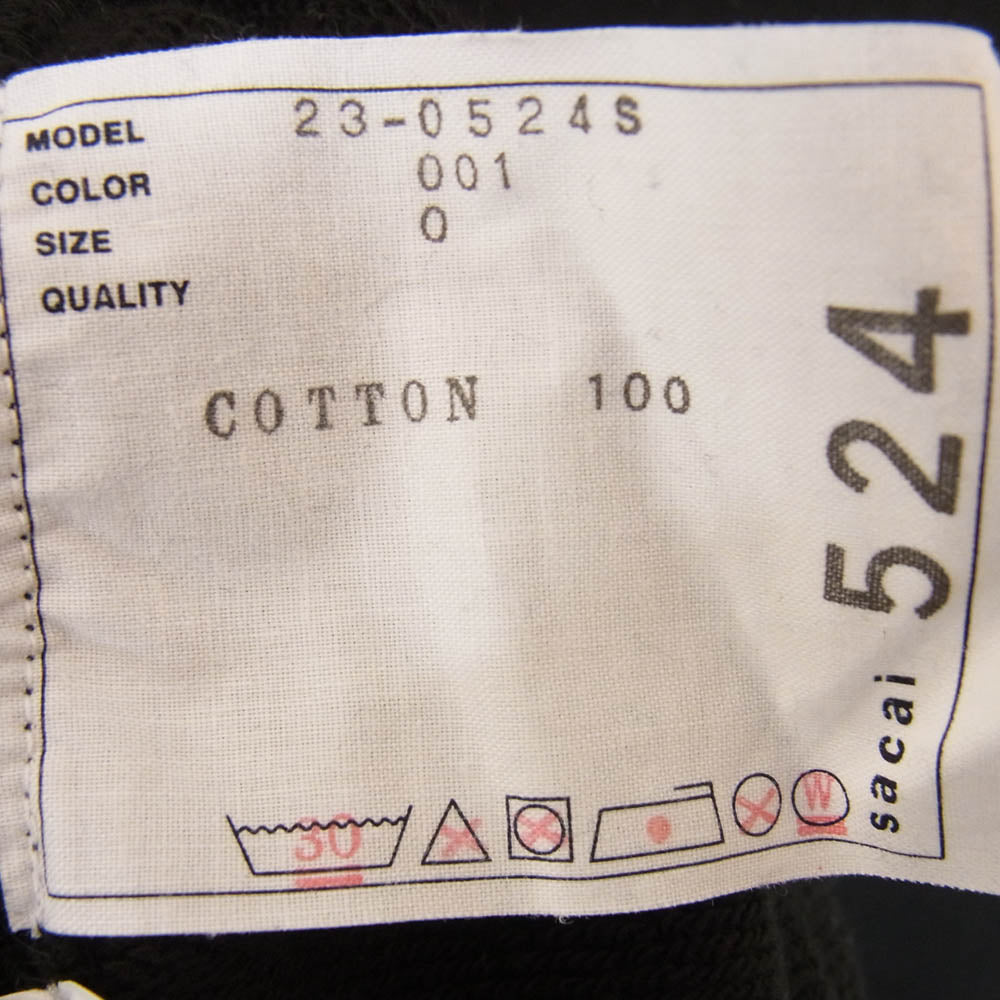 MODEL 23-0524S
COLOR 001
SIZE 0
QUALITY
COTTON 100
30
W
sacai 524